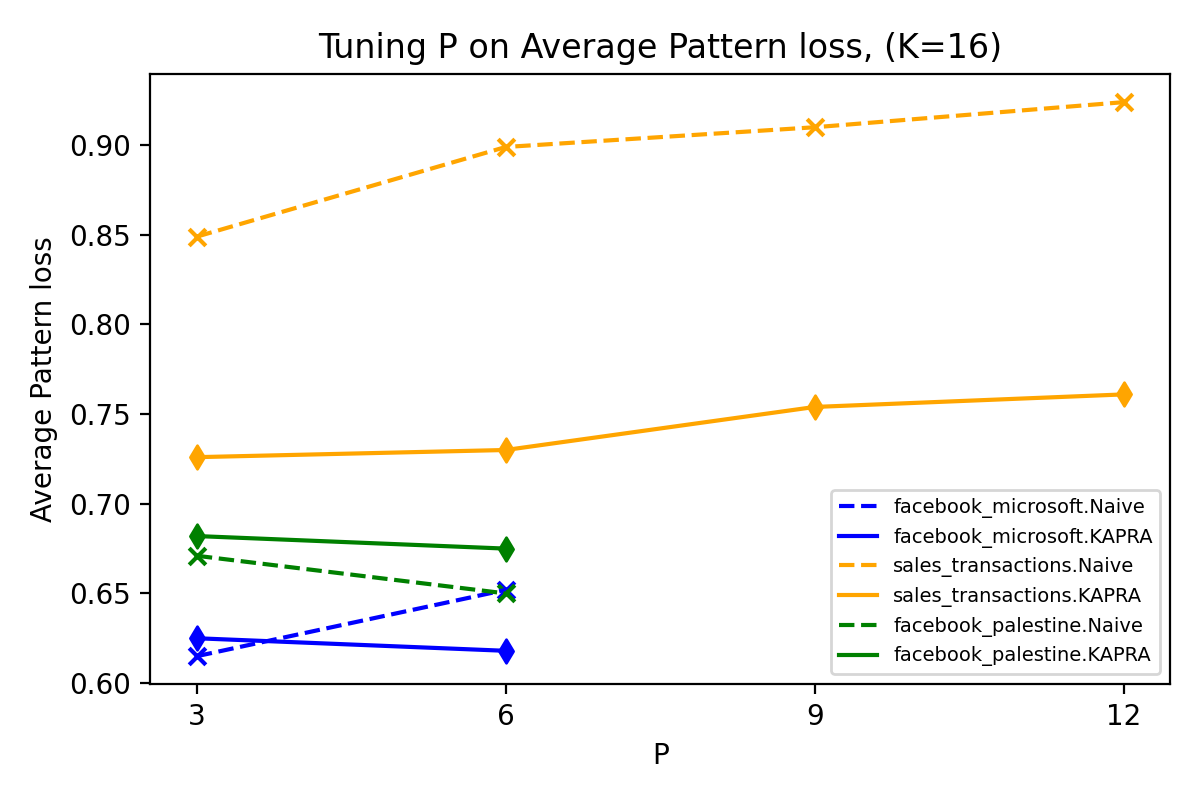 Tuning P on Average Pattern loss, (K=16)
Average Pattern loss
0.90
0.85
0.80
0.75
0.70
0.65
0.60
3 6 9 12
P
facebook_microsoft.Naive
facebook_microsoft.KAPRA
sales_transactions.Naive
sales_transactions.KAPRA
facebook_palestine.Naive
facebook_palestine.KAPRA